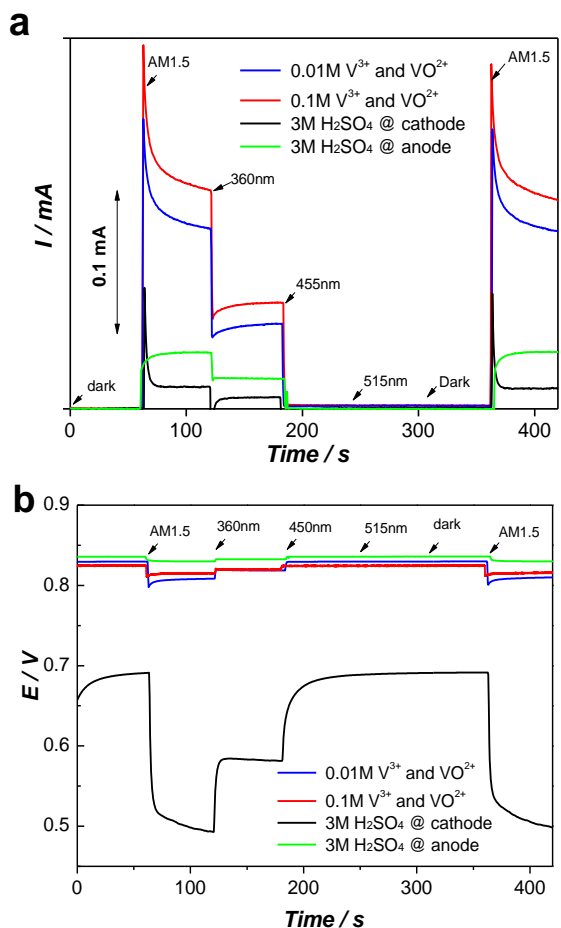 a
AM1.5
AM1.5
0.01M V³⁺ and VO²⁺
0.1M V³⁺ and VO²⁺
3M H₂SO₄ @ cathode
3M H₂SO₄ @ anode
360nm
I / mA
0.1 mA
455nm
dark
515nm
Dark
0 100 200 300 400
Time / s
b
0.9
AM1.5
360nm
450nm
515nm
dark
AM1.5
0.8
0.7
E / V
0.6
0.5
0.01M V³⁺ and VO²⁺
0.1M V³⁺ and VO²⁺
3M H₂SO₄ @ cathode
3M H₂SO₄ @ anode
0 100 200 300 400
Time / s